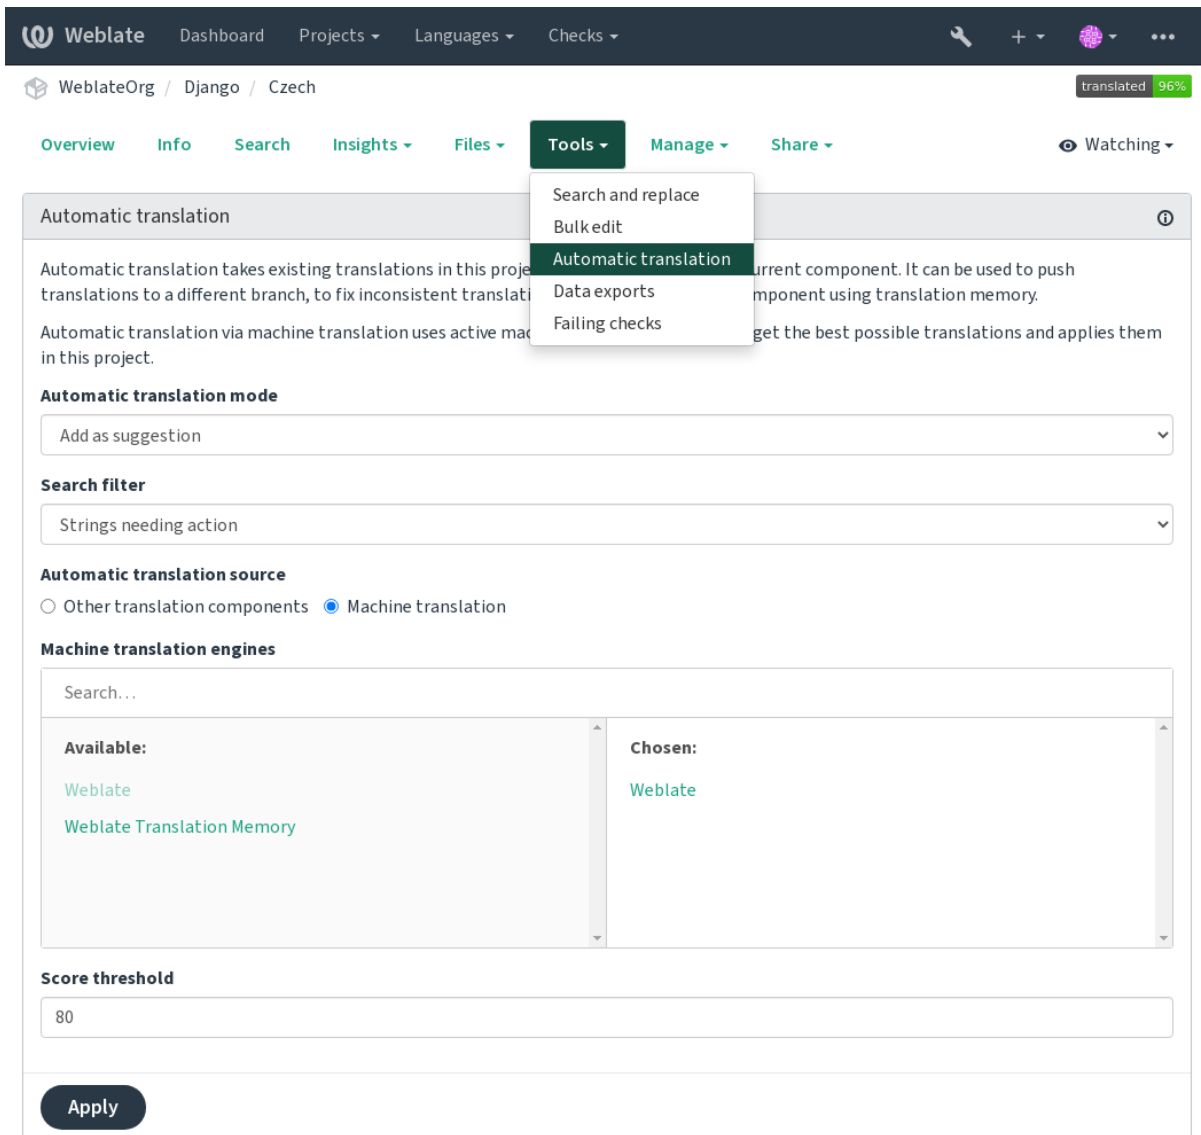 Weblate Dashboard Projects Languages Checks
WeblateOrg / Django / Czech
translated 96%
Overview Info Search Insights Files Tools Manage Share Watching
Search and replace
Bulk edit
Automatic translation
Data exports
Failing checks
Automatic translation
Automatic translation takes existing translations in this urrent component. It can be used to push
translations to a different branch, to fix inconsistent mponent using translation memory.
Automatic translation via machine translation uses active get the best possible translations and applies them
in this project.
Automatic translation mode
Add as suggestion
Search filter
Strings needing action
Automatic translation source
Other translation components Machine translation
Machine translation engines
Search…
Available:
Weblate
Weblate Translation Memory
Chosen:
Weblate
Score threshold
80
Apply